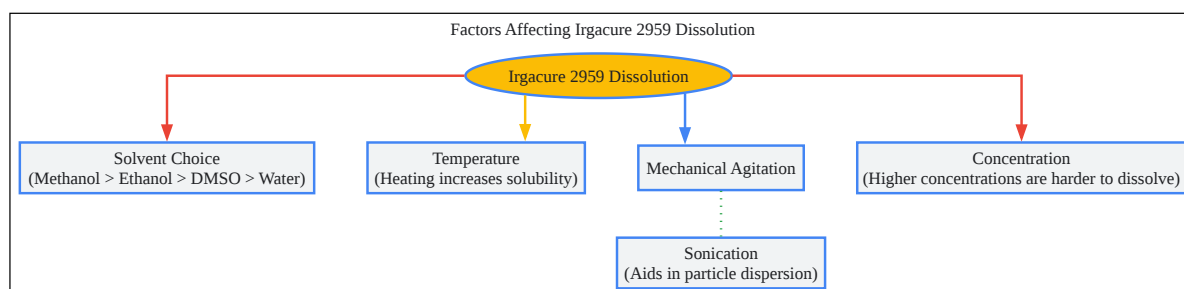 Factors Affecting Irgacure 2959 Dissolution
Irgacure 2959 Dissolution
Solvent Choice
(Methanol > Ethanol > DMSO > Water)
Temperature
(Heating increases solubility)
Mechanical Agitation
Concentration
(Higher concentrations are harder to dissolve)
Sonication
(Aids in particle dispersion)